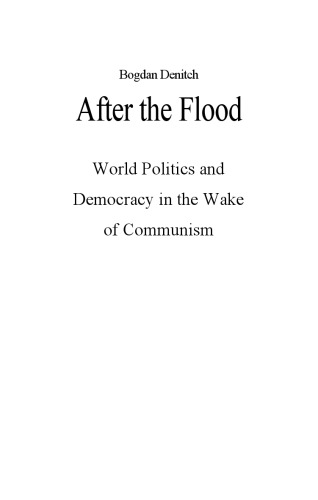 Bogdan Denitch
After the Flood
World Politics and
Democracy in the Wake
of Communism